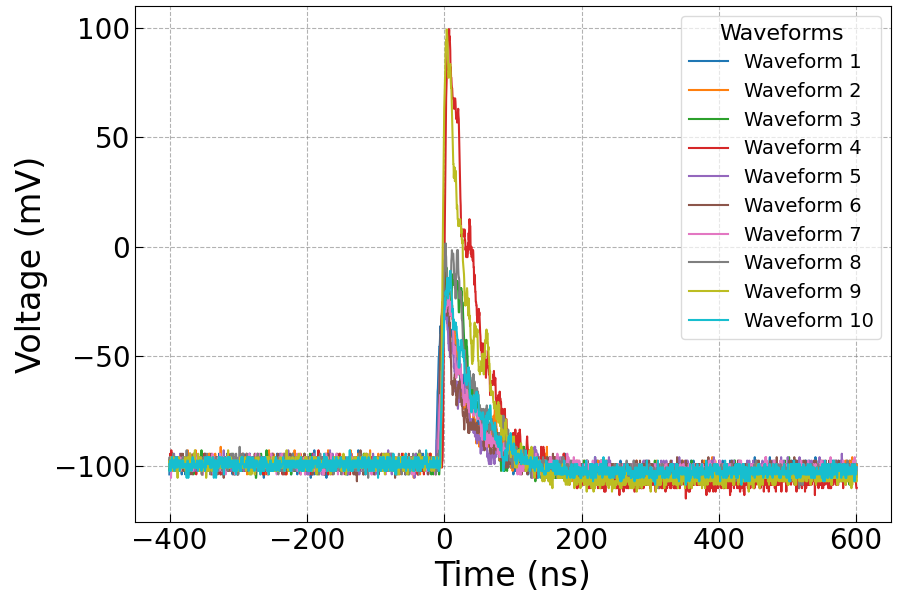 Waveforms
Waveform 1
Waveform 2
Waveform 3
Waveform 4
Waveform 5
Waveform 6
Waveform 7
Waveform 8
Waveform 9
Waveform 10
100
50
0
−50
−100
Voltage (mV)
−400 −200 0 200 400 600
Time (ns)